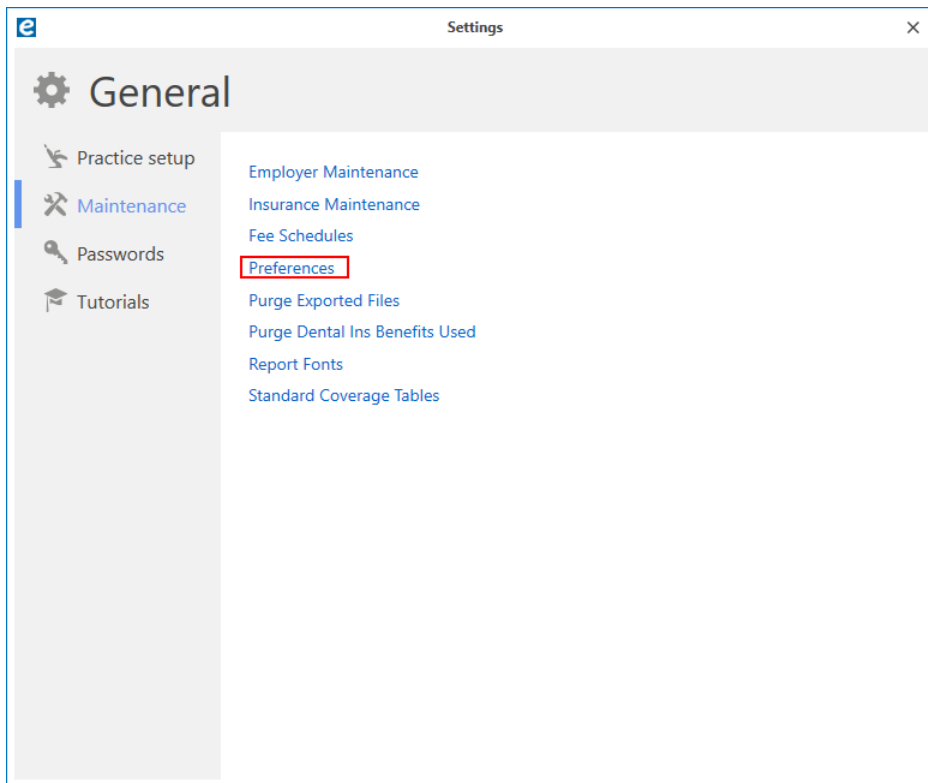 Settings
General
Practice setup
Maintenance
Passwords
Tutorials
Employer Maintenance
Insurance Maintenance
Fee Schedules
Preferences
Purge Exported Files
Purge Dental Ins Benefits Used
Report Fonts
Standard Coverage Tables